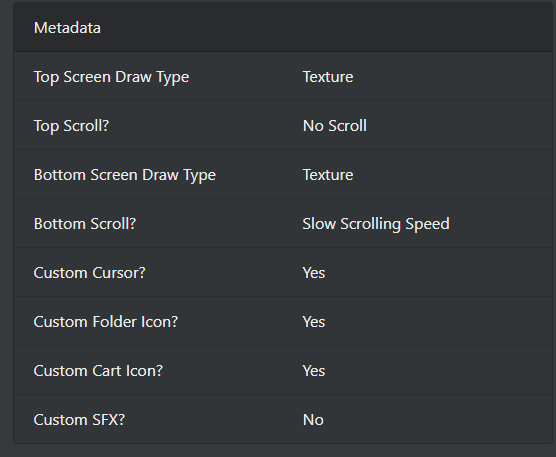 Metadata
Top Screen Draw Type Texture
Top Scroll? No Scroll
Bottom Screen Draw Type Texture
Bottom Scroll? Slow Scrolling Speed
Custom Cursor? Yes
Custom Folder Icon? Yes
Custom Cart Icon? Yes
Custom SFX? No